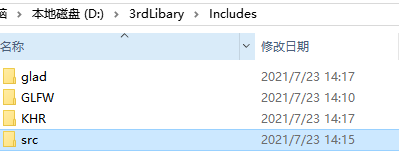 脑 › 本地磁盘 (D:) › 3rdLibary › Includes
名称 修改日期
glad 2021/7/23 14:17
GLFW 2021/7/23 14:10
KHR 2021/7/23 14:17
src 2021/7/23 14:15